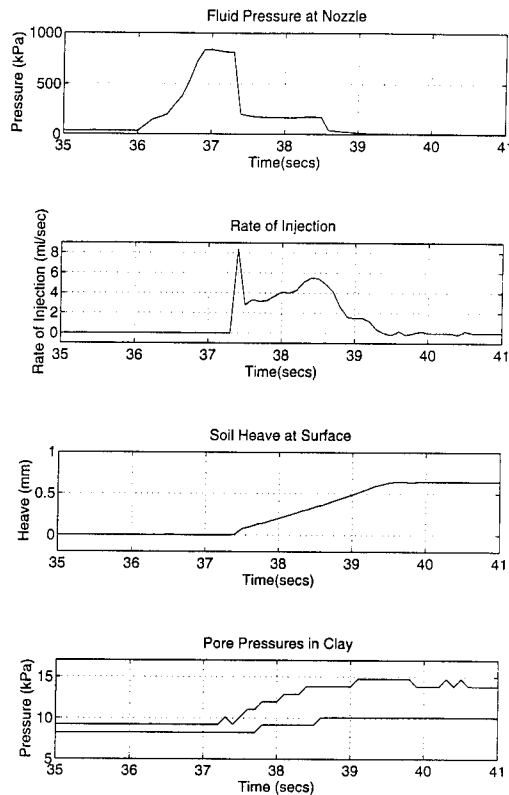 Fluid Pressure at Nozzle
Pressure (kPa)
1000
500
0
35 36 37 38 39 40 41
Time(secs)
Rate of Injection
Rate of Injection (ml/sec)
8
6
4
2
0
35 36 37 38 39 40 41
Time(secs)
Soil Heave at Surface
Heave (mm)
1
0.5
0
35 36 37 38 39 40 41
Time(secs)
Pore Pressures in Clay
Pressure (kPa)
15
10
5
35 36 37 38 39 40 41
Time (secs)